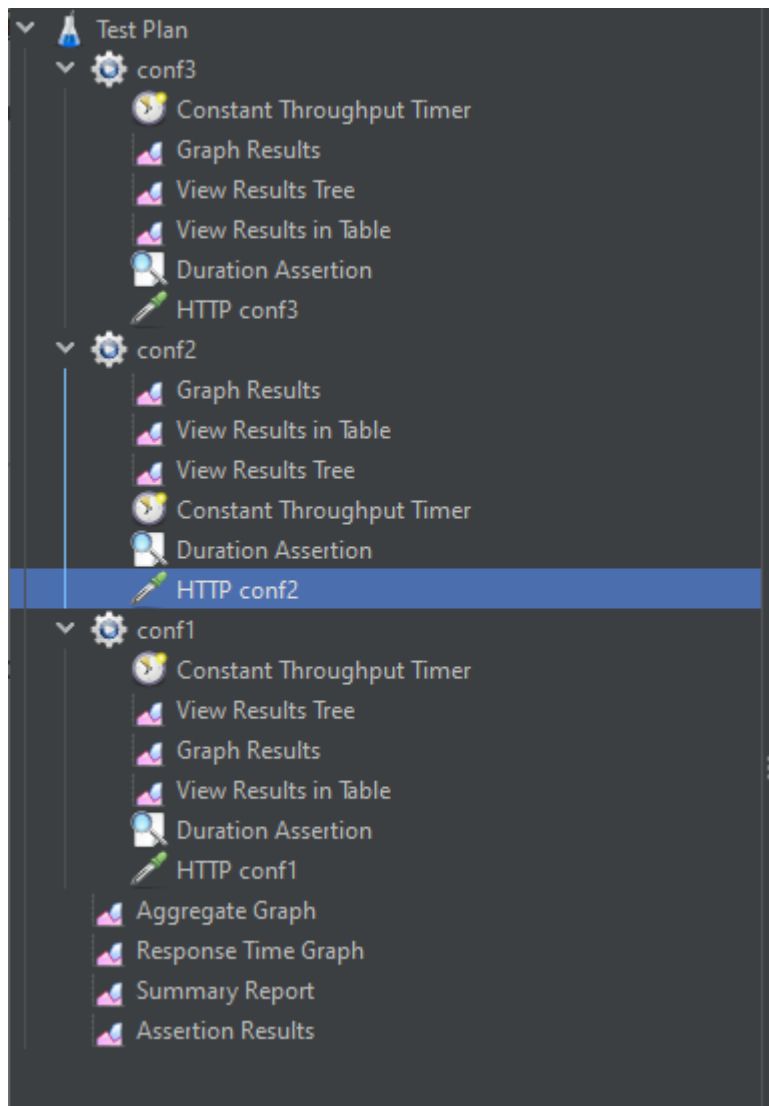 Test Plan
conf3
Constant Throughput Timer
Graph Results
View Results Tree
View Results in Table
Duration Assertion
HTTP conf3
conf2
Graph Results
View Results in Table
View Results Tree
Constant Throughput Timer
Duration Assertion
HTTP conf2
conf1
Constant Throughput Timer
View Results Tree
Graph Results
View Results in Table
Duration Assertion
HTTP conf1
Aggregate Graph
Response Time Graph
Summary Report
Assertion Results